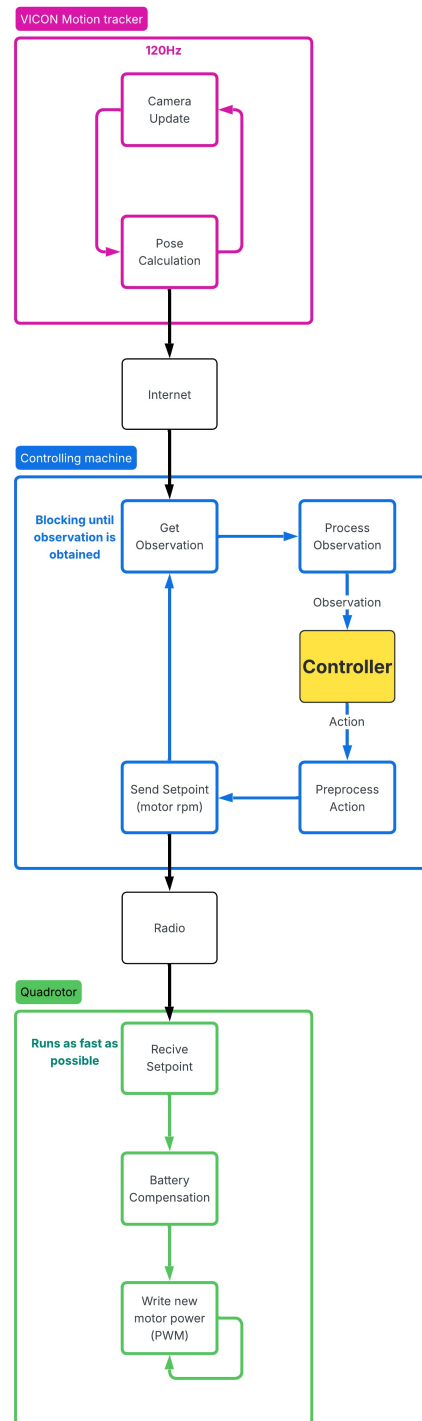 VICON Motion tracker
120Hz
Camera
Update
Pose
Calculation
Internet
Controlling machine
Blocking until
observation is
obtained
Get
Observation
Process
Observation
Observation
Controller
Action
Send Setpoint
(motor rpm)
Preprocess
Action
Radio
Quadrotor
Runs as fast as
possible
Recive
Setpoint
Battery
Compensation
Write new
motor power
(PWM)